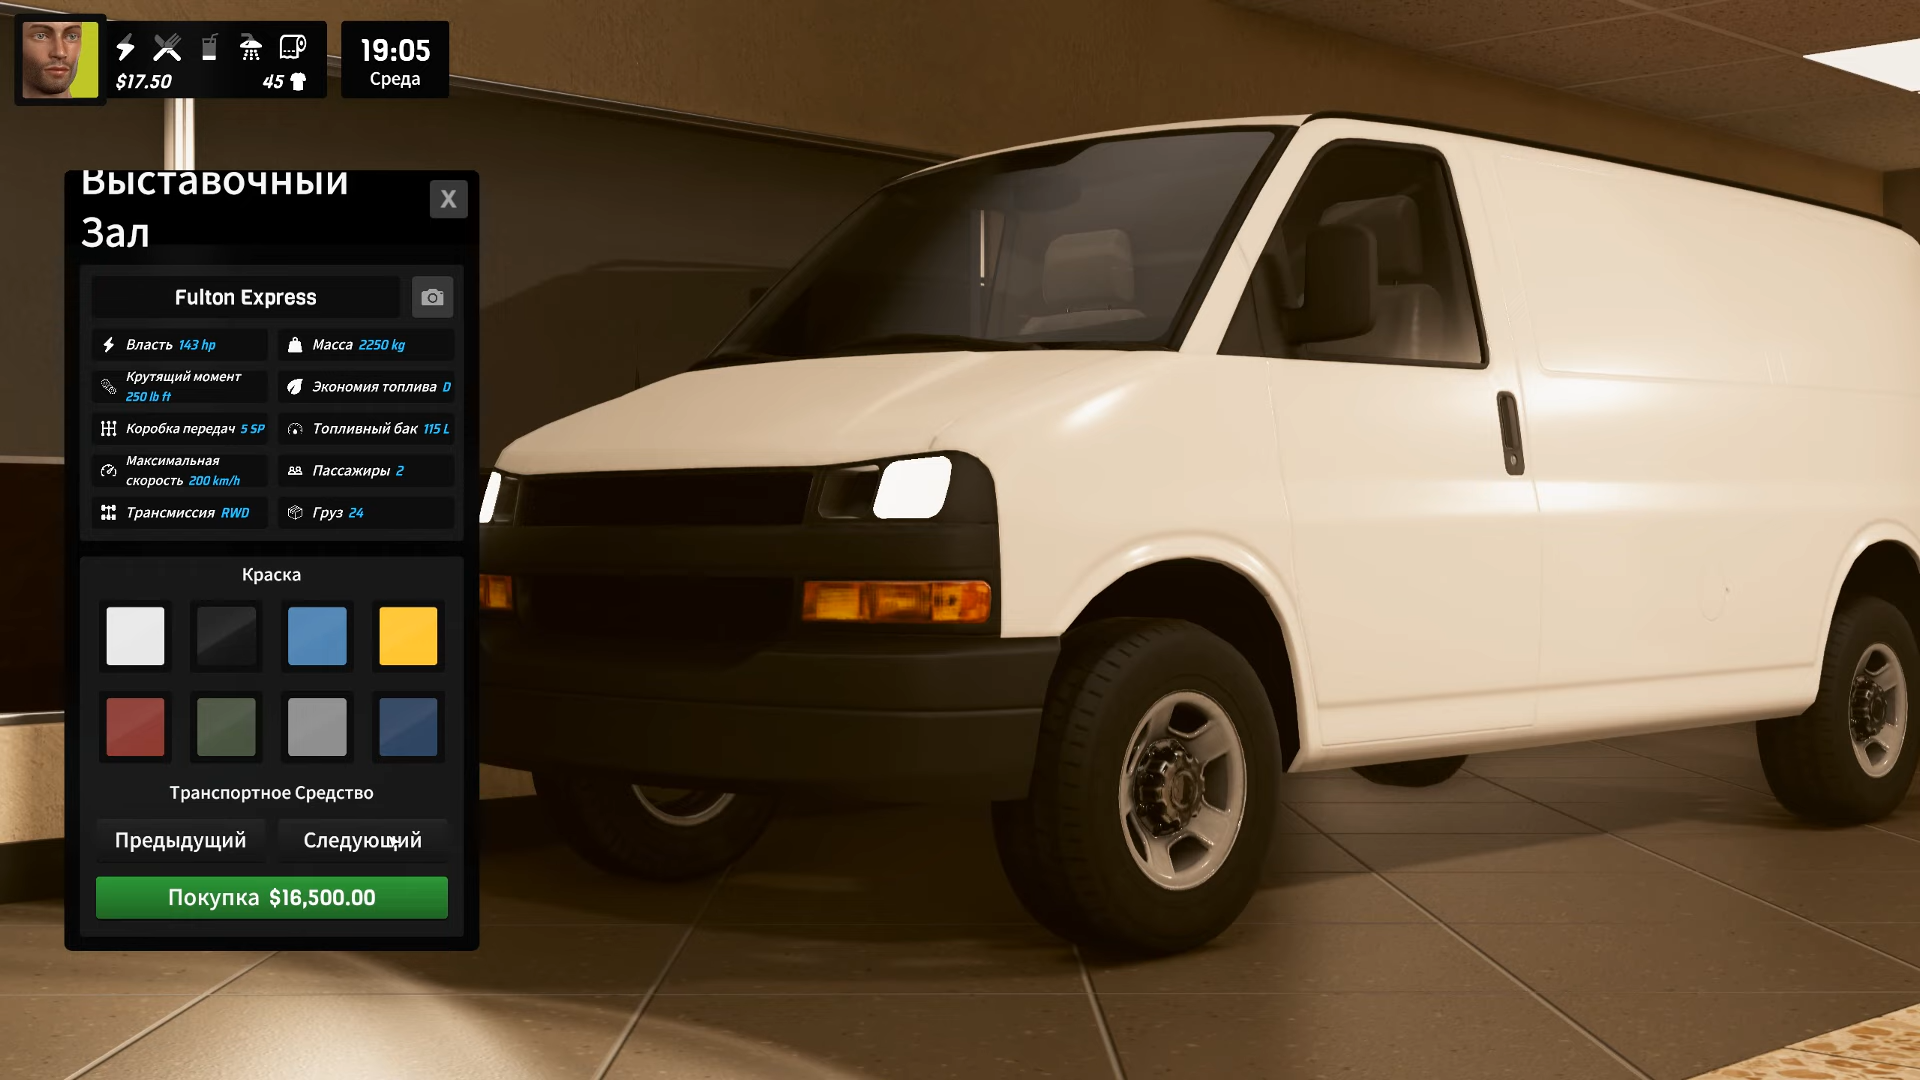 $17.50
45
19:05
Среда
Выставочный
Зал
X
Fulton Express
Власть 143 hp
Масса 2250 kg
Крутящий момент
250 lb ft
Экономия топлива D
Коробка передач 5 SP
Топливный бак 115 L
Максимальная
скорость 200 km/h
Пассажиры 2
Трансмиссия RWD
Груз 24
Краска
Транспортное Средство
Предыдущий
Следующий
Покупка $16,500.00